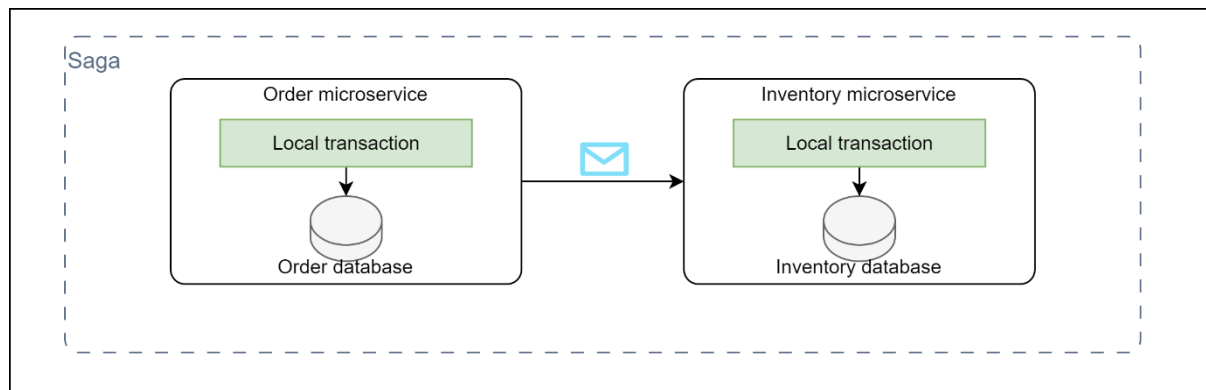 Saga
Order microservice
Local transaction
Order database
Inventory microservice
Local transaction
Inventory database